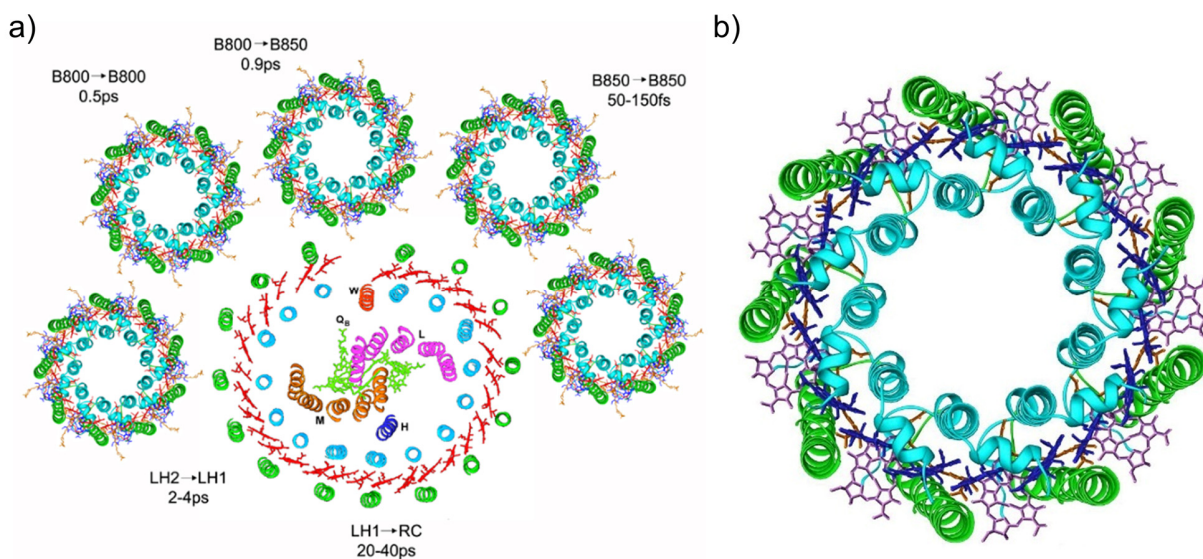 a)
B800→B850
0.9ps
b)
B800→B800
0.5ps
B850→B850
50-150fs
W
Q_B
L
M
H
LH2→LH1
2-4ps
LH1→RC
20-40ps